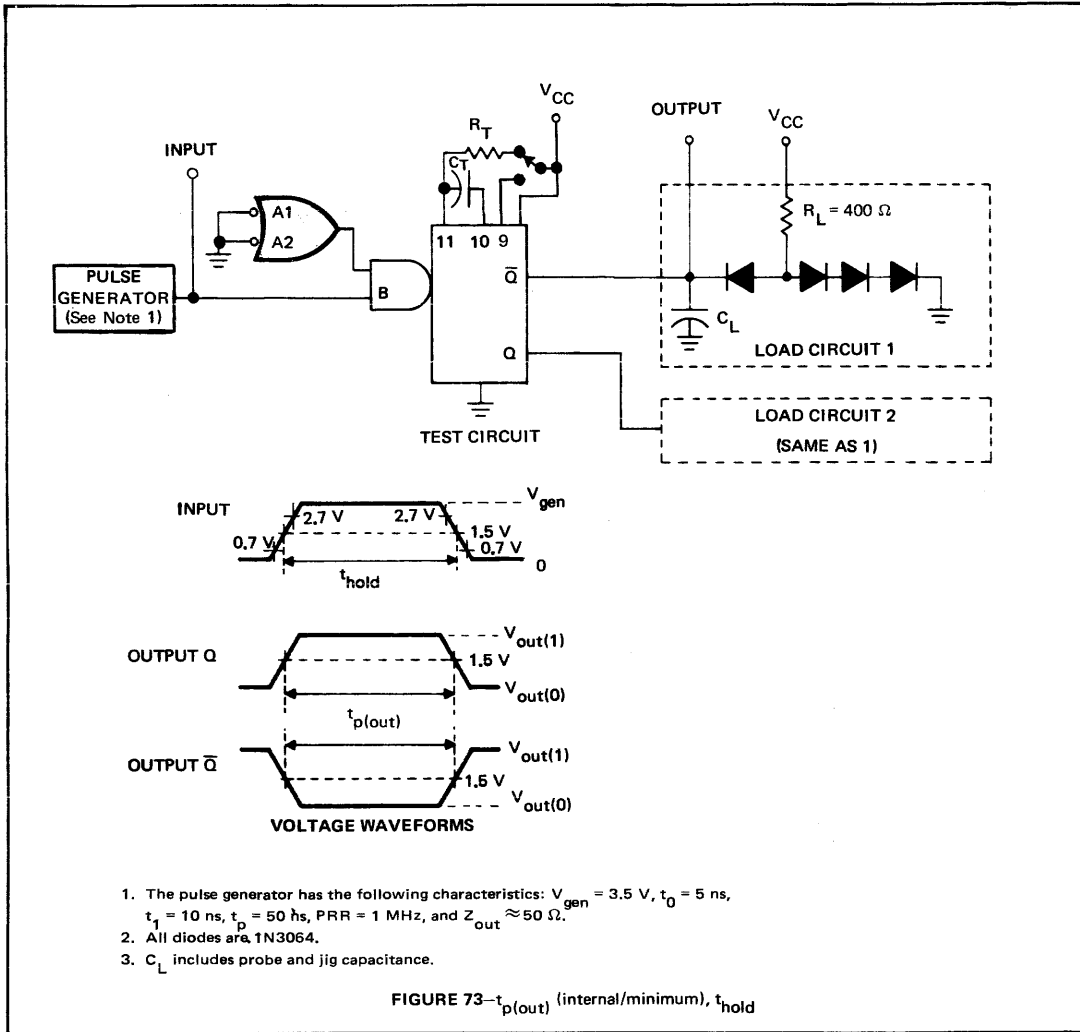 V_CC
OUTPUT
V_CC
R_T
INPUT
C_T
R_L = 400 Ω
A1
A2
11 10 9
PULSE
GENERATOR
(See Note 1)
B
Q̅
C_L
LOAD CIRCUIT 1
Q
TEST CIRCUIT
LOAD CIRCUIT 2
(SAME AS 1)
INPUT
V_gen
2.7 V
2.7 V
1.5 V
0.7 V
0.7 V
0
t_hold
OUTPUT Q
V_out(1)
1.5 V
V_out(0)
t_p(out)
OUTPUT Q̅
V_out(1)
1.5 V
V_out(0)
VOLTAGE WAVEFORMS
1. The pulse generator has the following characteristics: V_gen = 3.5 V, t_0 = 5 ns,
t_1 = 10 ns, t_p = 50 ns, PRR = 1 MHz, and Z_out ≈ 50 Ω.
2. All diodes are 1N3064.
3. C_L includes probe and jig capacitance.
FIGURE 73–t_p(out) (internal/minimum), t_hold